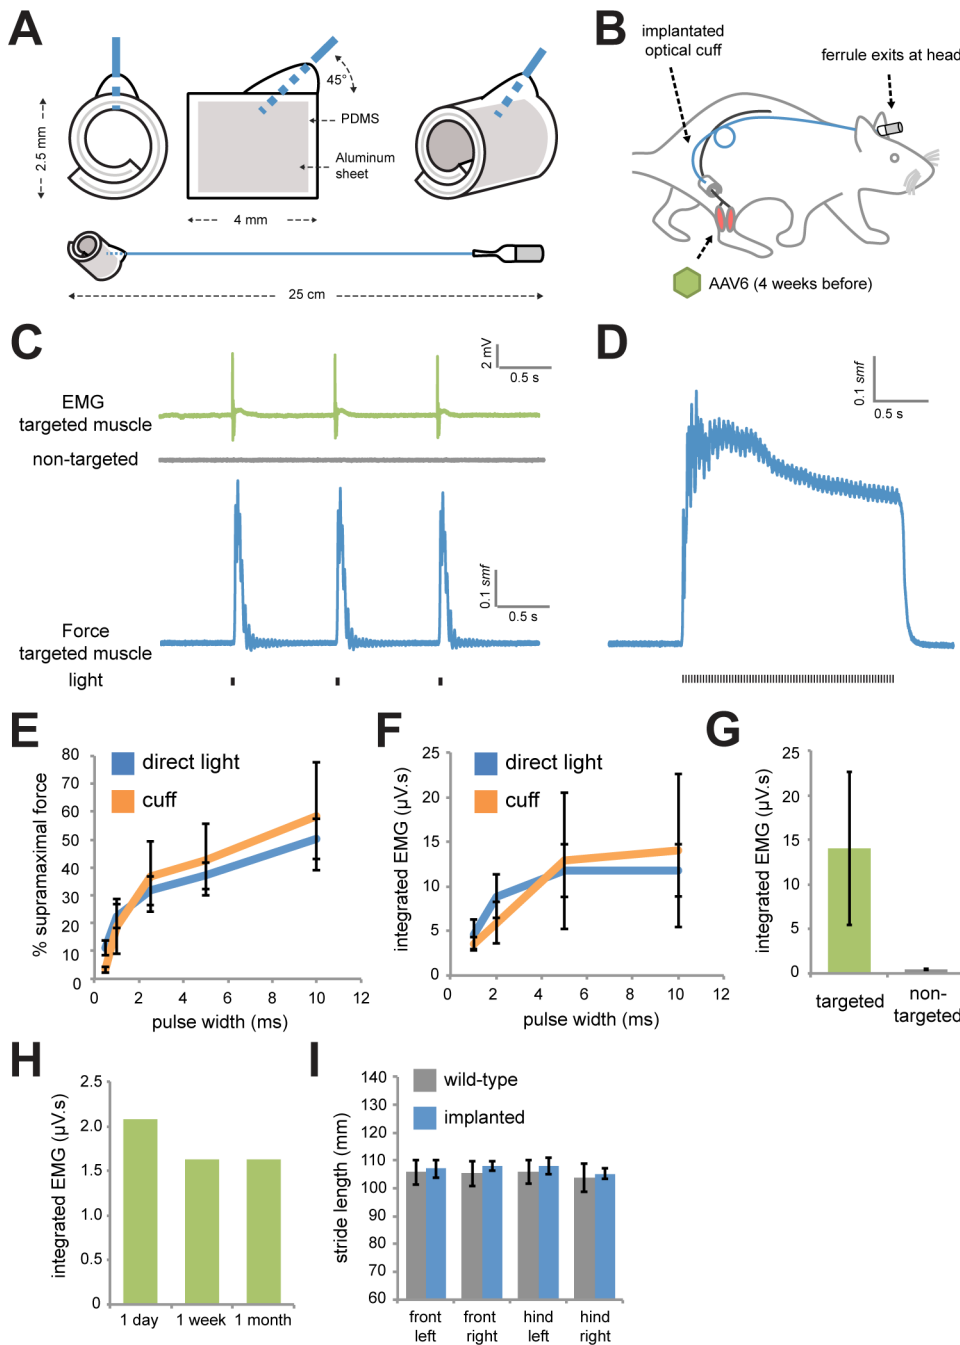 A
2.5 mm
45°
PDMS
Aluminum
sheet
4 mm
25 cm
B
implantated
optical cuff
ferrule exits at head
AAV6 (4 weeks before)
C
EMG
targeted muscle
non-targeted
2 mV
0.5 s
Force
targeted muscle
light
0.1 smf
0.5 s
D
0.1 smf
0.5 s
E
direct light
cuff
% supramaximal force
80
70
60
50
40
30
20
10
0
0 2 4 6 8 10 12
pulse width (ms)
F
direct light
cuff
integrated EMG (µV.s)
25
20
15
10
5
0
0 2 4 6 8 10 12
pulse width (ms)
G
integrated EMG (µV.s)
25
20
15
10
5
0
targeted
non-
targeted
H
integrated EMG (µV.s)
2.5
2.0
1.5
1.0
0.5
0
1 day 1 week 1 month
I
wild-type
implanted
stride length (mm)
140
130
120
110
100
90
80
70
60
front
left
front
right
hind
left
hind
right